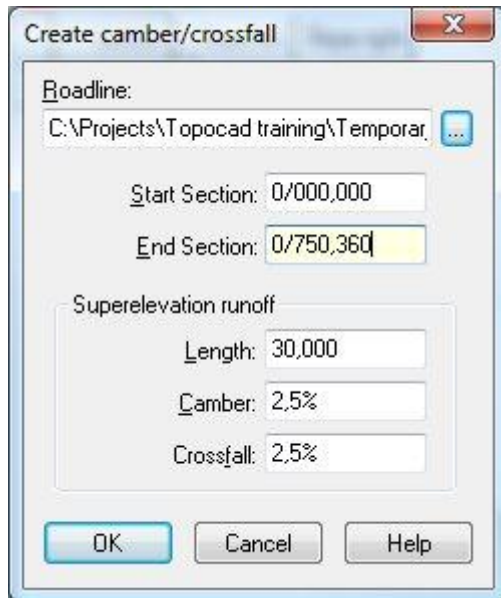 Create camber/crossfall
Roadline:
C:\Projects\Topocad training\Temporar
...
Start Section: 0/000,000
End Section: 0/750,360
Superelevation runoff
Length: 30,000
Camber: 2,5%
Crossfall: 2,5%
OK Cancel Help